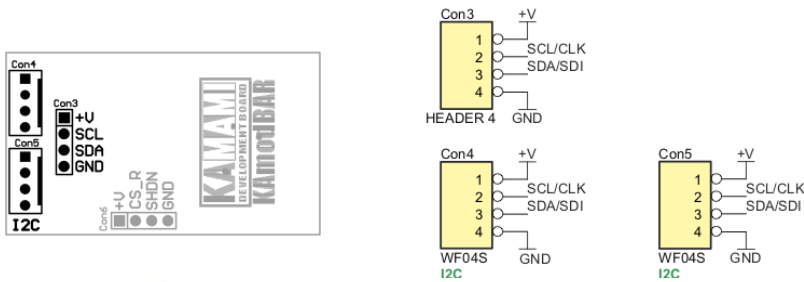 Con4
Con3
+V
SCL
SDA
GND
Con5
I2C
Con6
+V
CS_R
SHDN
GND
KAMAMI
DEVELOPMENT BOARD
KAmodBAR
Con3
+V
1
2
3
4
SCL/CLK
SDA/SDI
HEADER 4
GND
Con4
+V
1
2
3
4
SCL/CLK
SDA/SDI
WF04S
GND
I2C
Con5
+V
1
2
3
4
SCL/CLK
SDA/SDI
WF04S
GND
I2C